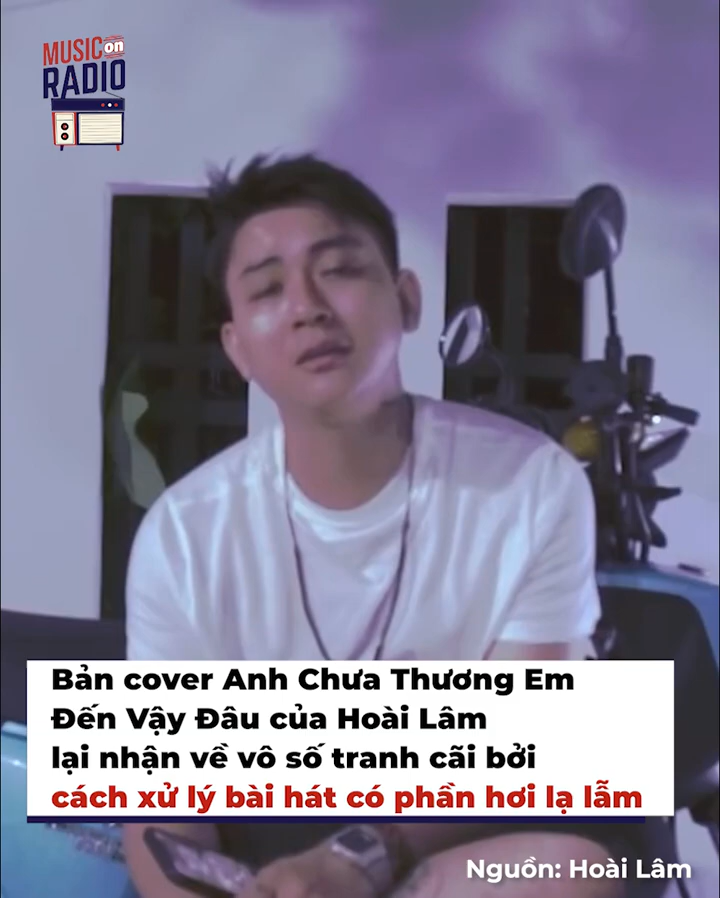 MUSIC on
RADIO
Bản cover Anh Chưa Thương Em
Đến Vậy Đâu của Hoài Lâm
lại nhận về vô số tranh cãi bởi
cách xử lý bài hát có phần hơi lạ lẫm
Nguồn: Hoài Lâm